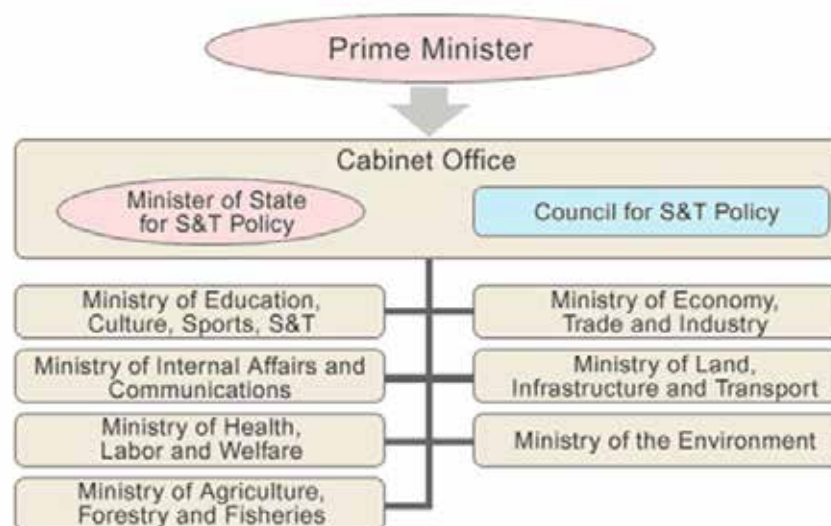 Prime Minister
Cabinet Office
Minister of State
for S&T Policy
Council for S&T Policy
Ministry of Education,
Culture, Sports, S&T
Ministry of Economy,
Trade and Industry
Ministry of Internal Affairs and
Communications
Ministry of Land,
Infrastructure and Transport
Ministry of Health,
Labor and Welfare
Ministry of the Environment
Ministry of Agriculture,
Forestry and Fisheries